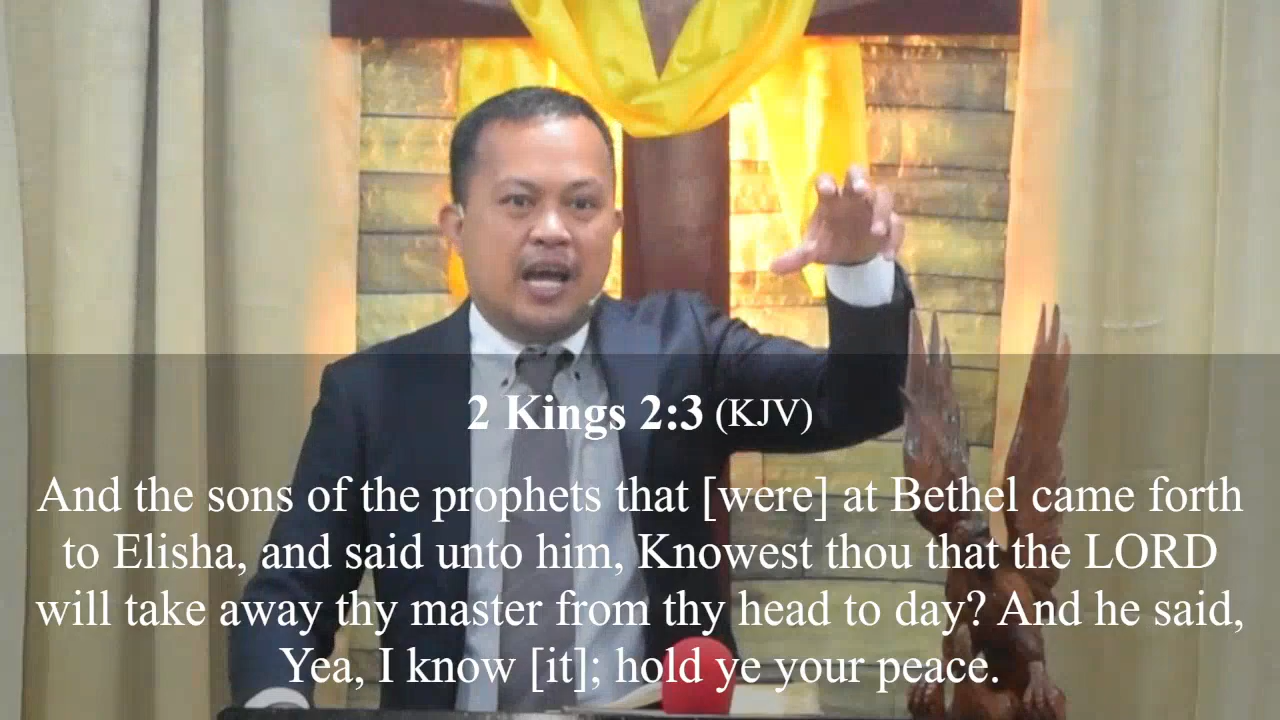 2 Kings 2:3 (KJV)
And the sons of the prophets that [were] at Bethel came forth
to Elisha, and said unto him, Knowest thou that the LORD
will take away thy master from thy head to day? And he said,
Yea, I know [it]; hold ye your peace.